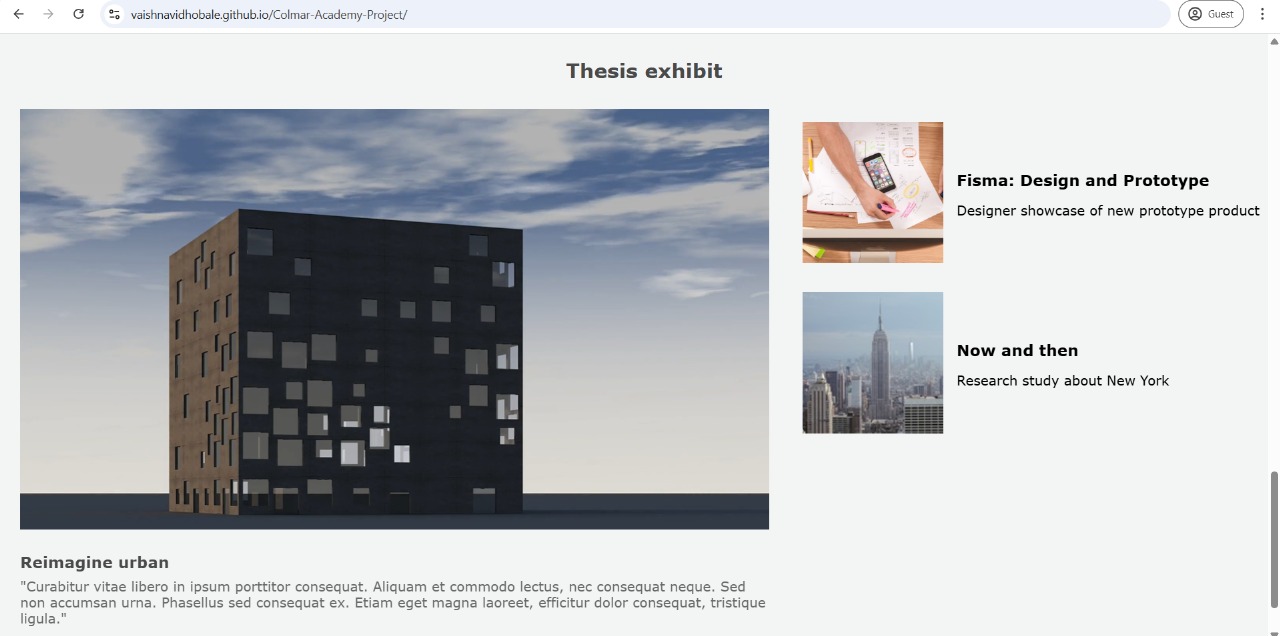 vaishnavidhobale.github.io/Colmar-Academy-Project/
Guest
Thesis exhibit
Fisma: Design and Prototype
Designer showcase of new prototype product
Now and then
Research study about New York
Reimagine urban
"Curabitur vitae libero in ipsum porttitor consequat. Aliquam et commodo lectus, nec consequat neque. Sed
non accumsan urna. Phasellus sed consequat ex. Etiam eget magna laoreet, efficitur dolor consequat, tristique
ligula."